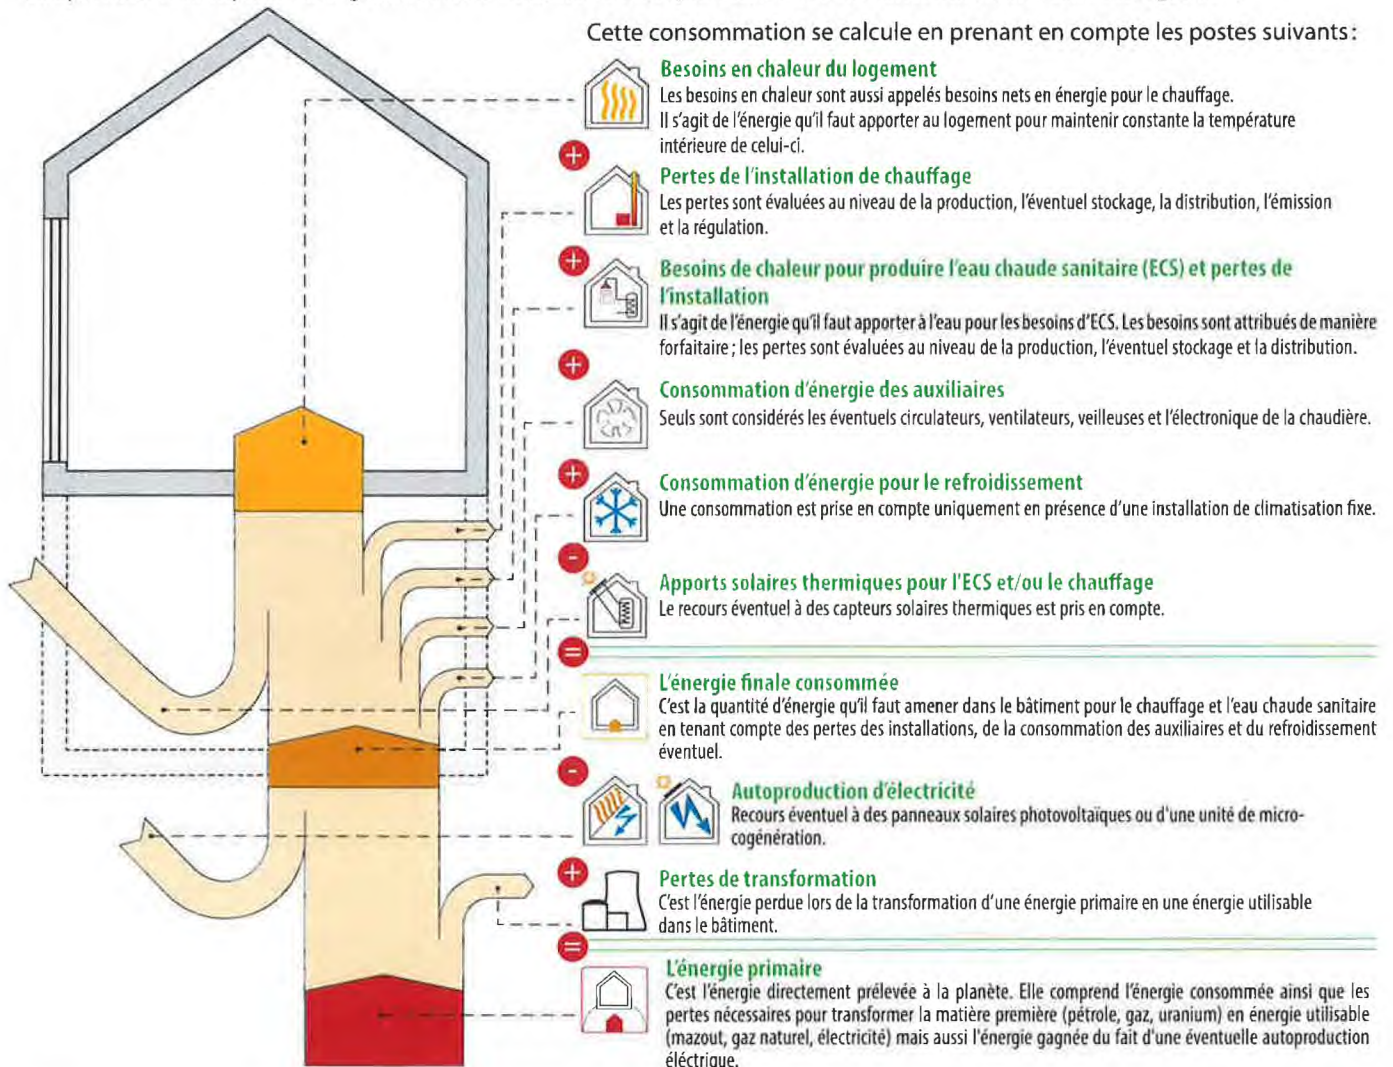 Cette consommation se calcule en prenant en compte les postes suivants:
Besoins en chaleur du logement
Les besoins en chaleur sont aussi appelés besoins nets en énergie pour le chauffage.
Il s'agit de l'énergie qu'il faut apporter au logement pour maintenir constante la température
intérieure de celui-ci.
+
Pertes de l'installation de chauffage
Les pertes sont évaluées au niveau de la production, l'éventuel stockage, la distribution, l'émission
et la régulation.
+
Besoins de chaleur pour produire l'eau chaude sanitaire (ECS) et pertes de
l'installation
Il s'agit de l'énergie qu'il faut apporter à l'eau pour les besoins d'ECS. Les besoins sont attribués de manière
forfaitaire ; les pertes sont évaluées au niveau de la production, l'éventuel stockage et la distribution.
+
Consommation d'énergie des auxiliaires
Seuls sont considérés les éventuels circulateurs, ventilateurs, veilleuses et l'électronique de la chaudière.
+
Consommation d'énergie pour le refroidissement
Une consommation est prise en compte uniquement en présence d'une installation de climatisation fixe.
-
Apports solaires thermiques pour l'ECS et/ou le chauffage
Le recours éventuel à des capteurs solaires thermiques est pris en compte.
=
L'énergie finale consommée
C'est la quantité d'énergie qu'il faut amener dans le bâtiment pour le chauffage et l'eau chaude sanitaire
en tenant compte des pertes des installations, de la consommation des auxiliaires et du refroidissement
éventuel.
-
Autoproduction d'électricité
Recours éventuel à des panneaux solaires photovoltaïques ou d'une unité de micro-
cogénération.
+
Pertes de transformation
C'est l'énergie perdue lors de la transformation d'une énergie primaire en une énergie utilisable
dans le bâtiment.
=
L'énergie primaire
C'est l'énergie directement prélevée à la planète. Elle comprend l'énergie consommée ainsi que les
pertes nécessaires pour transformer la matière première (pétrole, gaz, uranium) en énergie utilisable
(mazout, gaz naturel, électricité) mais aussi l'énergie gagnée du fait d'une éventuelle autoproduction
éléctrique.